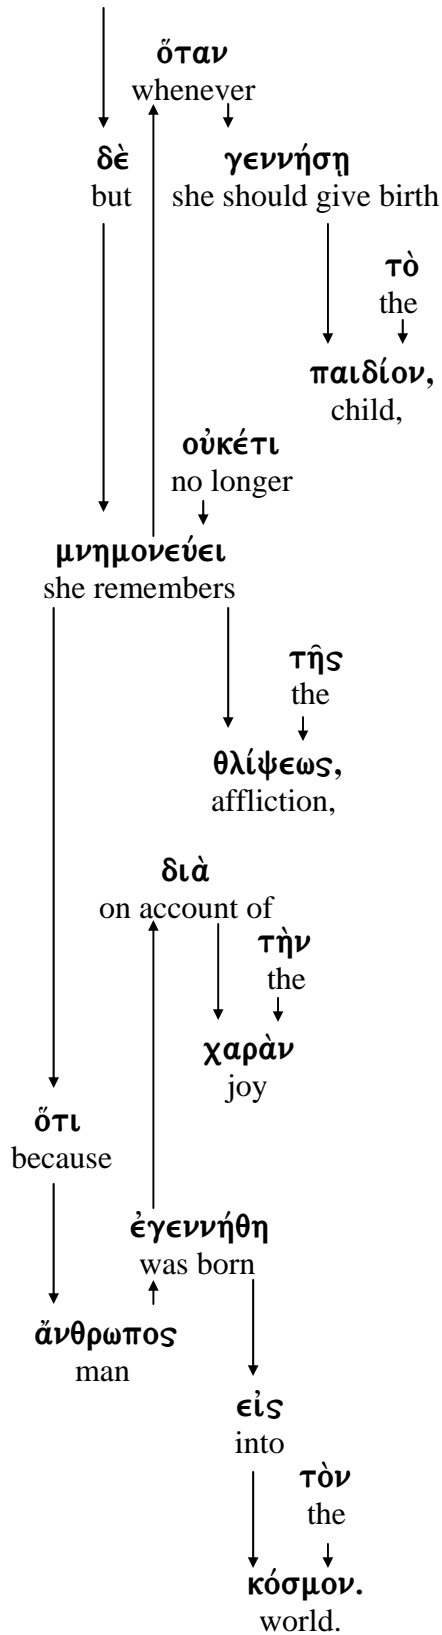 ὅταν
whenever
δὲ γεννήσῃ
but she should give birth
τὸ
the
παιδίον,
child,
οὐκέτι
no longer
μνημονεύει
she remembers
τῆς
the
θλίψεως,
affliction,
διὰ
on account of
τὴν
the
χαρὰν
joy
ὅτι
because
ἐγεννήθη
was born
ἄνθρωπος
man
εἰς
into
τὸν
the
κόσμον.
world.